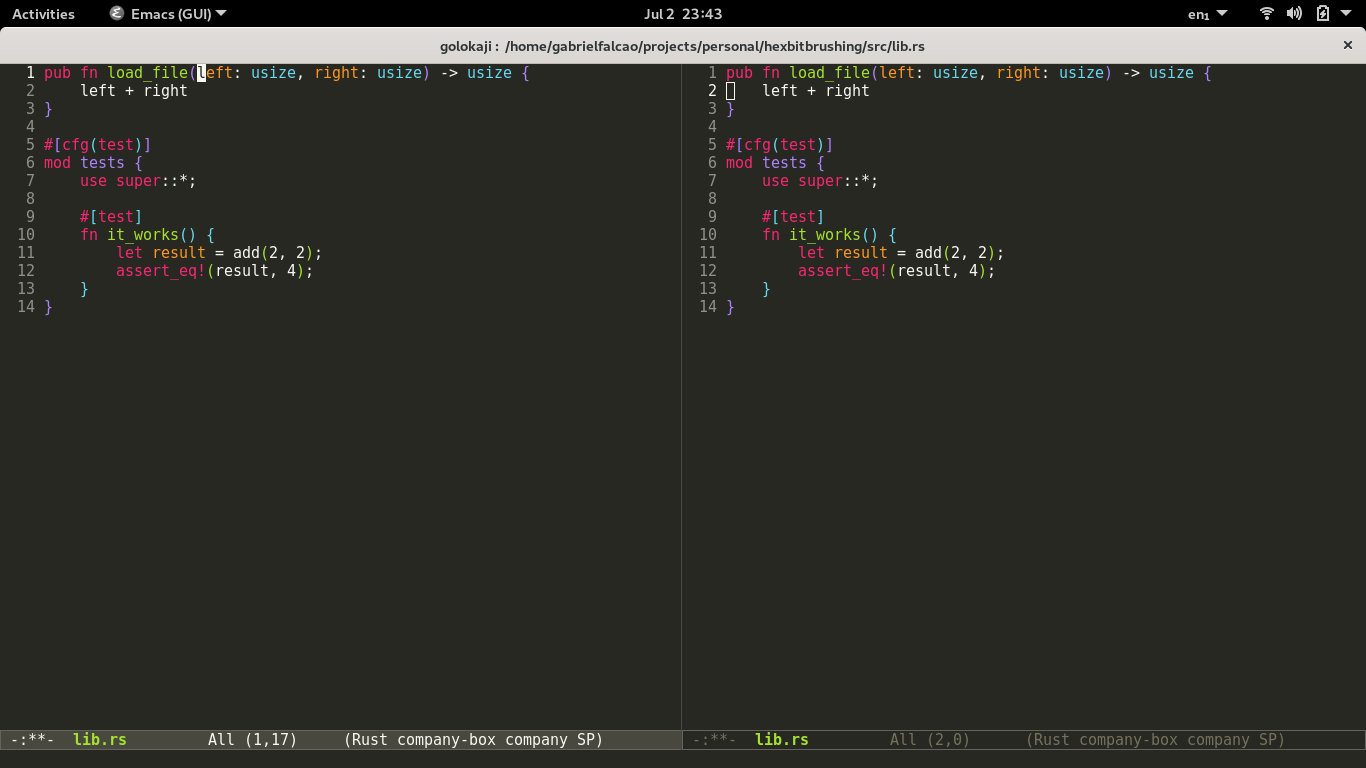 Activities Emacs (GUI) Jul 2 23:43 en₁
golokaji : /home/gabrielfalcao/projects/personal/hexbitbrushing/src/lib.rs ×
1 pub fn load_file(left: usize, right: usize) -> usize {
2     left + right
3 }
4
5 #[cfg(test)]
6 mod tests {
7     use super::*;
8
9     #[test]
10     fn it_works() {
11         let result = add(2, 2);
12         assert_eq!(result, 4);
13     }
14 }
-:**-  lib.rs         All (1,17)     (Rust company-box company SP)
1 pub fn load_file(left: usize, right: usize) -> usize {
2     left + right
3 }
4
5 #[cfg(test)]
6 mod tests {
7     use super::*;
8
9     #[test]
10     fn it_works() {
11         let result = add(2, 2);
12         assert_eq!(result, 4);
13     }
14 }
-:**-  lib.rs         All (2,0)      (Rust company-box company SP)